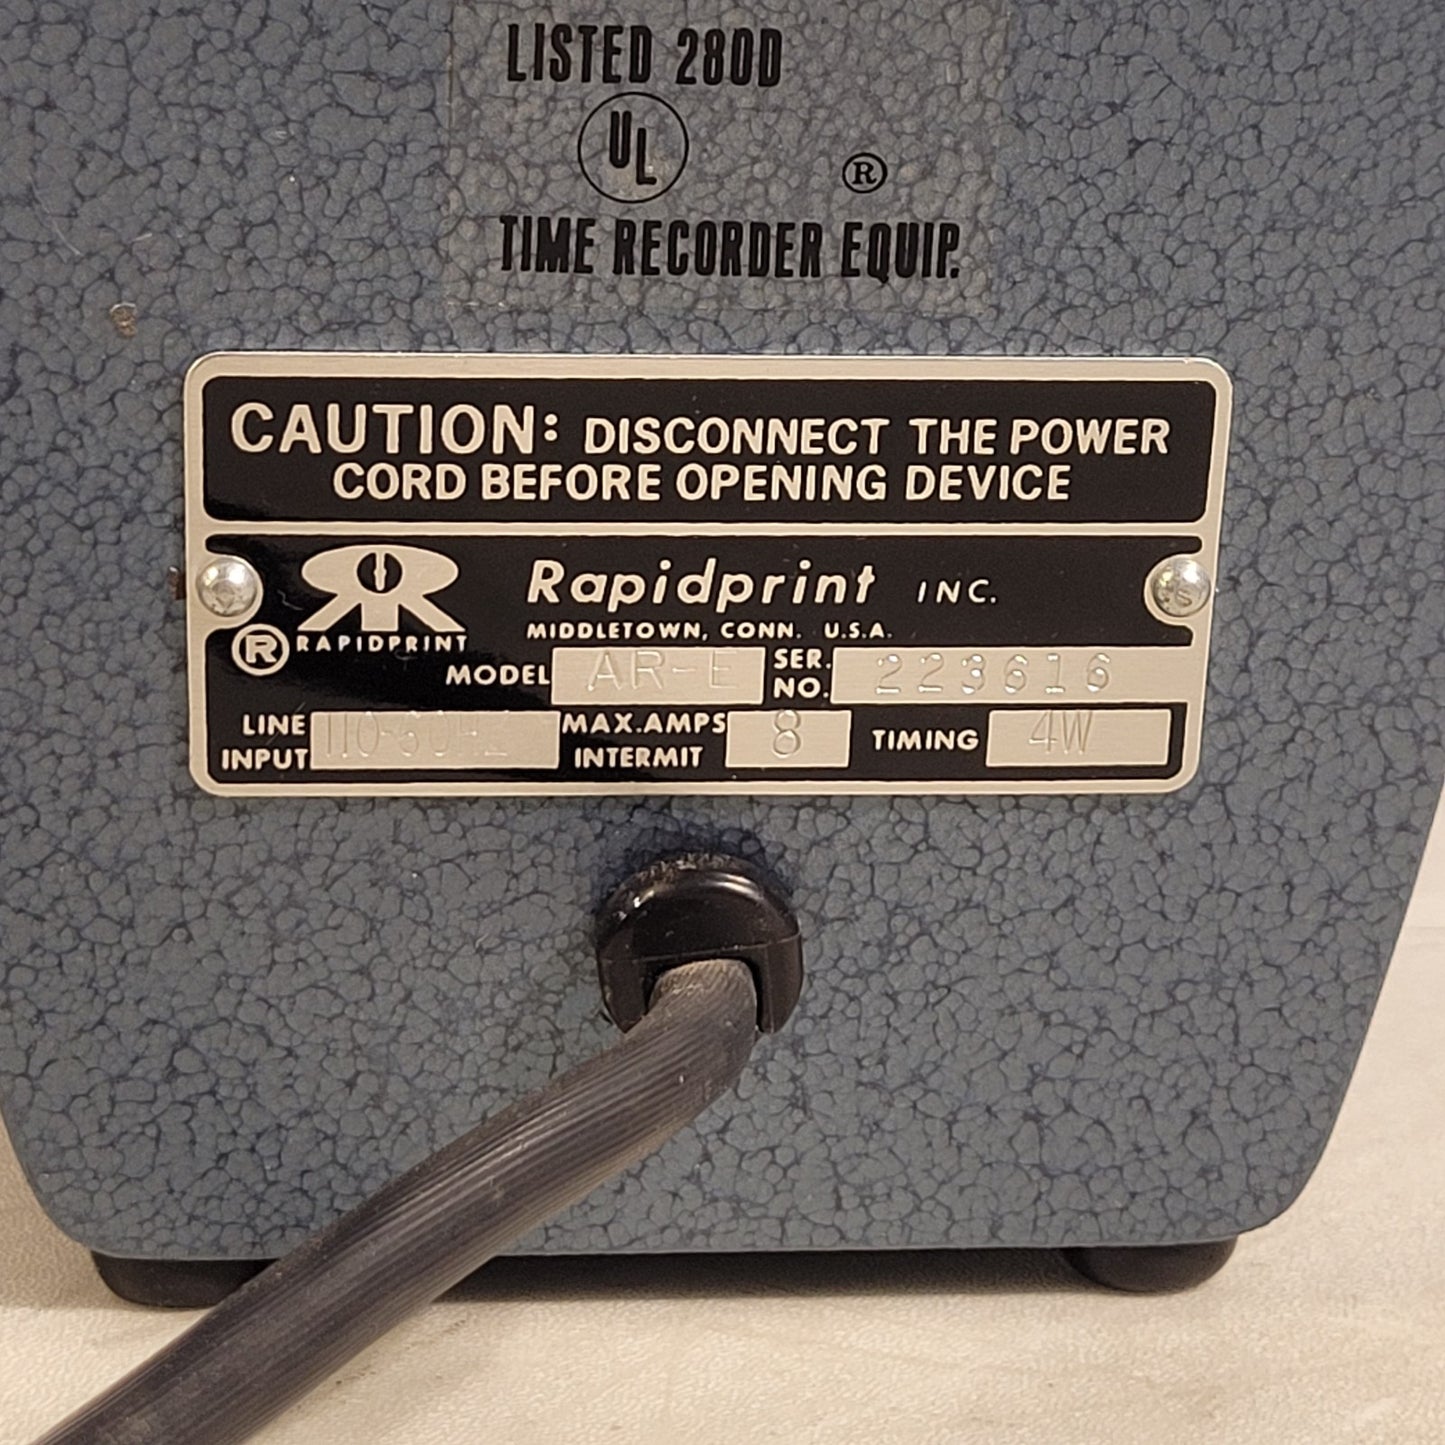 LISTED 280D
UL ®
TIME RECORDER EQUIP.
CAUTION: DISCONNECT THE POWER
CORD BEFORE OPENING DEVICE
Rapidprint INC.
MIDDLETOWN, CONN. U.S.A.
® RAPIDPRINT
MODEL AR-E SER. NO. 223616
LINE INPUT 110-60HZ MAX.AMPS INTERMIT 8 TIMING 4W